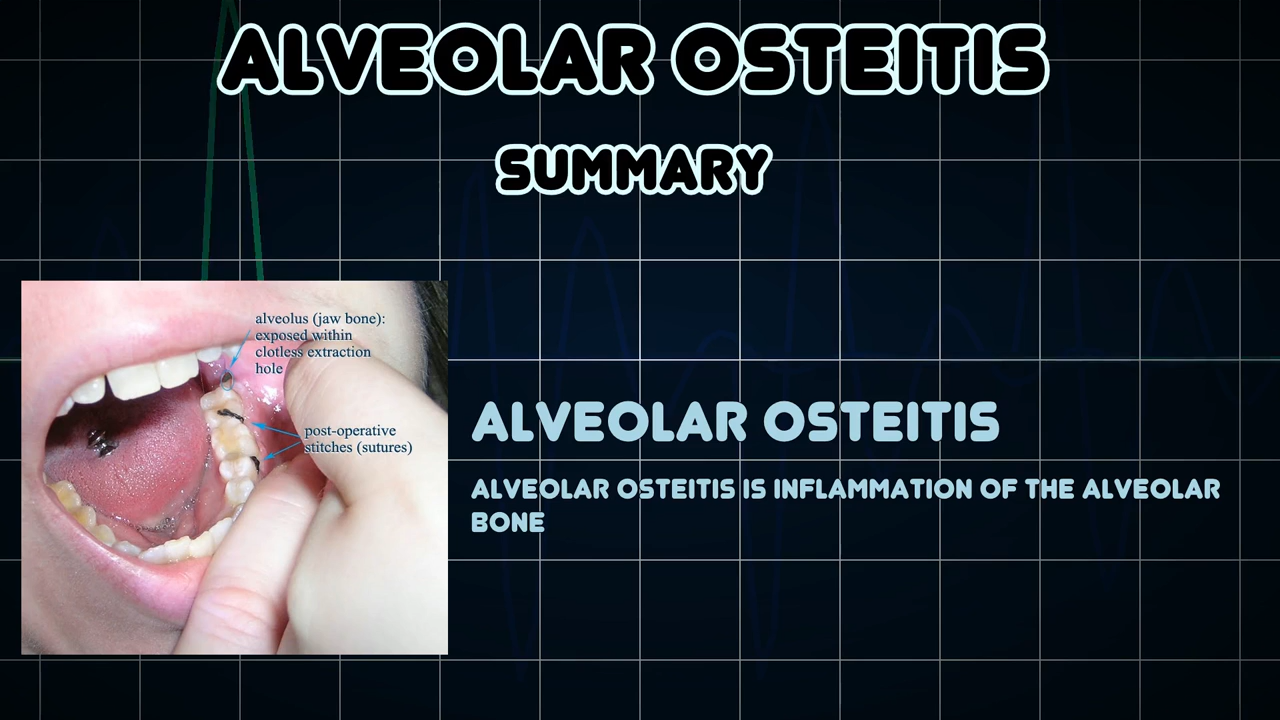 ALVEOLAR OSTEITIS
SUMMARY
alveolus (jaw bone):
exposed within
clotless extraction
hole
post-operative
stitches (sutures)
ALVEOLAR OSTEITIS
ALVEOLAR OSTEITIS IS INFLAMMATION OF THE ALVEOLAR
BONE